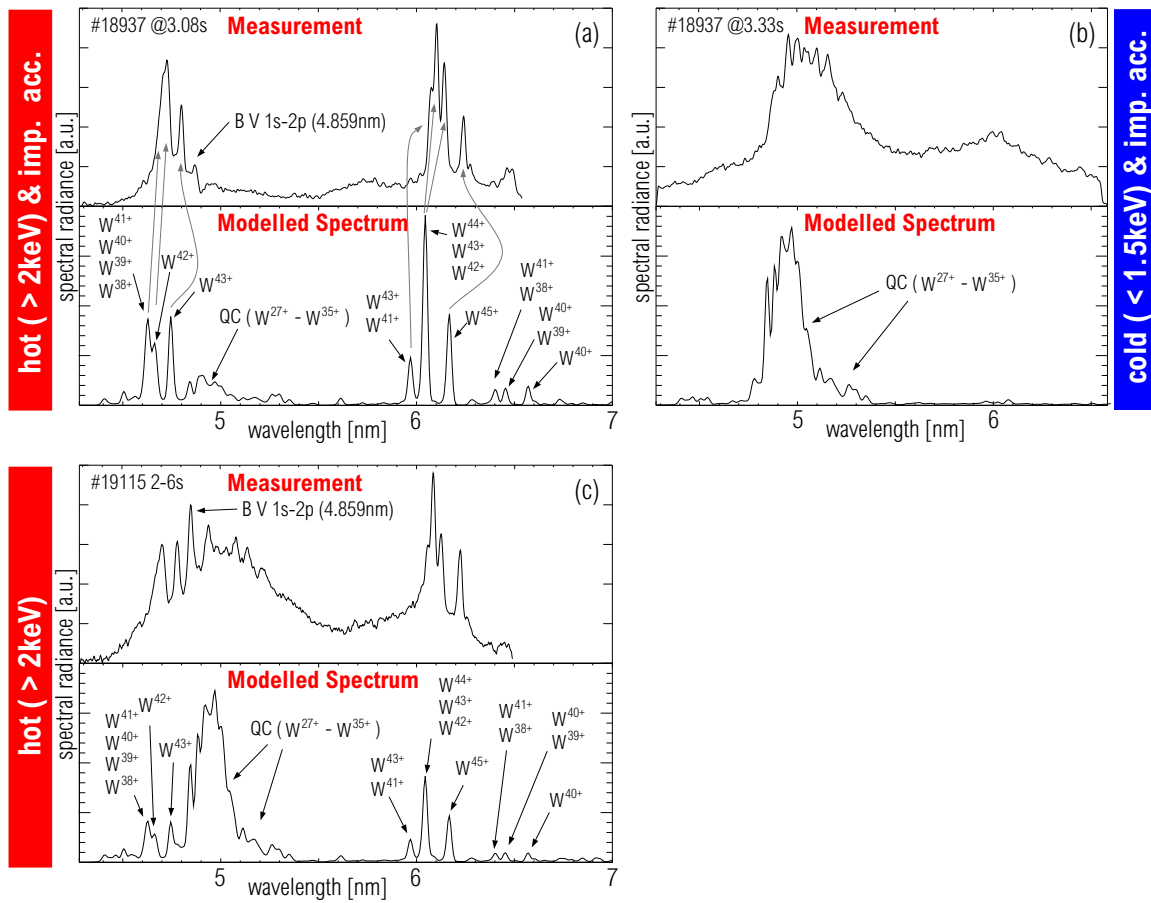 hot ( > 2keV) & imp. acc.
spectral radiance [a.u.]
#18937 @3.08s
Measurement
(a)
B V 1s-2p (4.859nm)
Modelled Spectrum
W41+
W40+
W39+
W38+
W42+
W43+
QC ( W27+ - W35+ )
W43+
W41+
W44+
W43+
W42+
W45+
W41+
W38+
W40+
W39+
W40+
5
6
7
wavelength [nm]
spectral radiance [a.u.]
#18937 @3.33s
Measurement
(b)
Modelled Spectrum
QC ( W27+ - W35+ )
5
6
wavelength [nm]
cold ( < 1.5keV) & imp. acc.
hot ( > 2keV)
spectral radiance [a.u.]
#19115 2-6s
Measurement
(c)
B V 1s-2p (4.859nm)
Modelled Spectrum
W41+
W40+
W39+
W38+
W42+
W43+
QC ( W27+ - W35+ )
W43+
W41+
W44+
W43+
W42+
W45+
W41+
W38+
W40+
W39+
W40+
5
6
7
wavelength [nm]